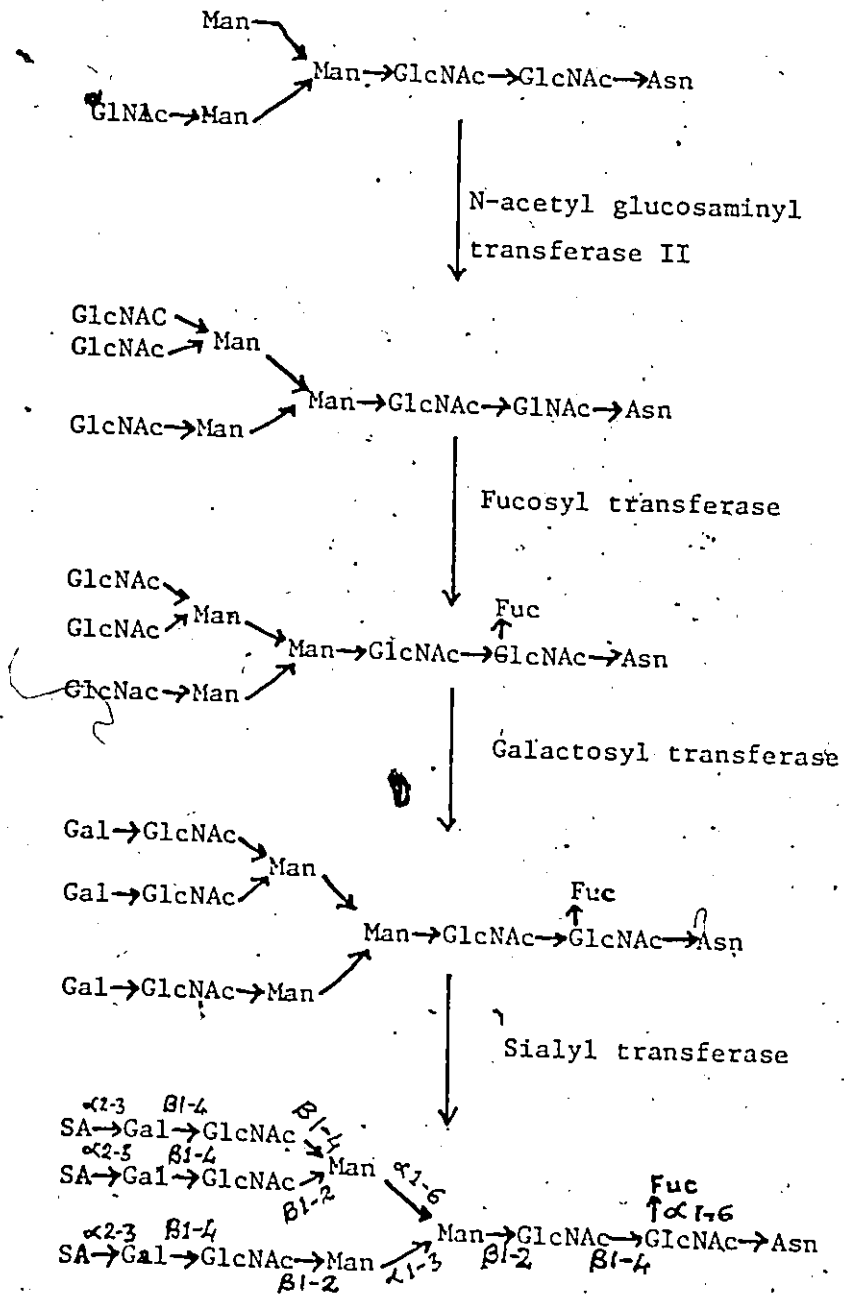 Man
Man→GlcNAc→GlcNAc→Asn
GlNAc→Man
N-acetyl glucosaminyl
transferase II
GlcNAC
GlcNAc→Man
Man→GlcNAc→GlNAc→Asn
GlcNAc→Man
Fucosyl transferase
GlcNAc
Man
Fuc
GlcNAc
Man→GlcNAc→GlcNAc→Asn
GlcNac→Man
Galactosyl transferase
Gal→GlcNAc
Man
Gal→GlcNAc
Fuc
Man→GlcNAc→GlcNAc→Asn
Gal→GlcNAc→Man
Sialyl transferase
α2-3 β1-4 β1-4
SA→Gal→GlcNAc
α2-3 β1-4 Man α1-6
SA→Gal→GlcNAc
β1-2
Fuc
α1-6
α2-3 β1-4
Man→GlcNAc→GlcNAc→Asn
SA→Gal→GlcNAc→Man
β1-2 α1-3 β1-2 β1-4